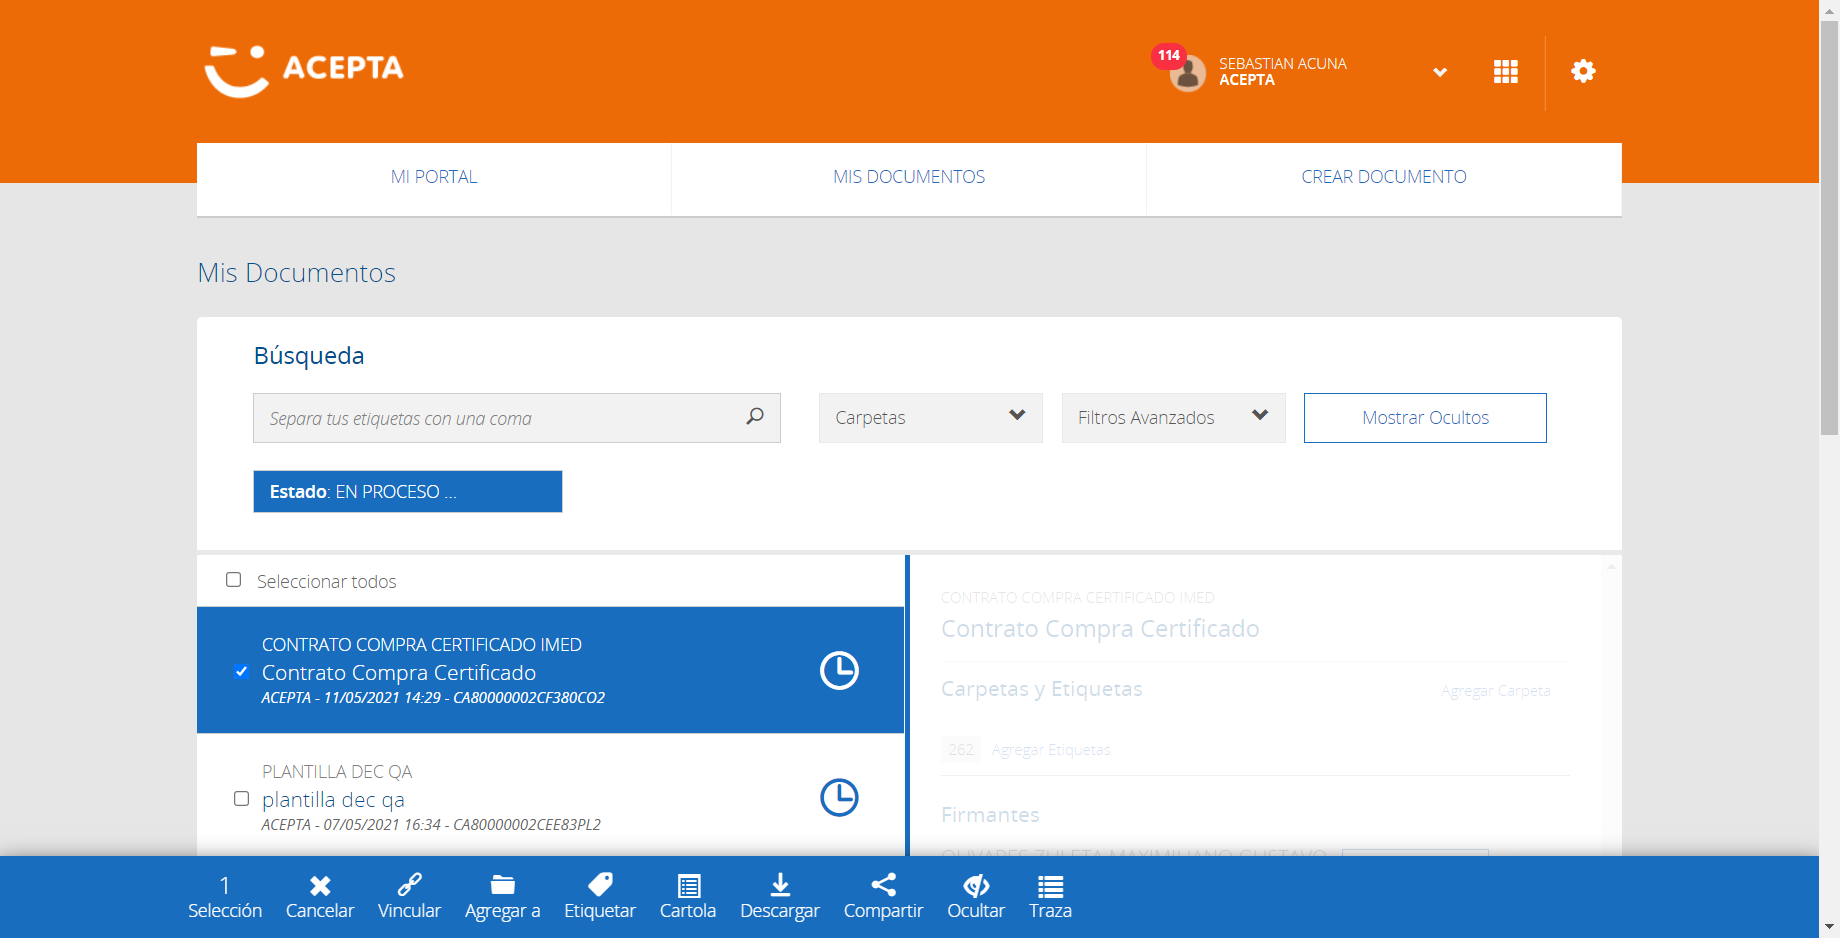 ACEPTA
114
SEBASTIAN ACUNA
ACEPTA
MI PORTAL
MIS DOCUMENTOS
CREAR DOCUMENTO
Mis Documentos
Búsqueda
Separa tus etiquetas con una coma
Carpetas
Filtros Avanzados
Mostrar Ocultos
Estado: EN PROCESO ...
Seleccionar todos
CONTRATO COMPRA CERTIFICADO IMED
Contrato Compra Certificado
ACEPTA - 11/05/2021 14:29 - CA80000002CF380CO2
PLANTILLA DEC QA
plantilla dec qa
ACEPTA - 07/05/2021 16:34 - CA80000002CEE83PL2
CONTRATO COMPRA CERTIFICADO IMED
Contrato Compra Certificado
Carpetas y Etiquetas
Agregar Carpeta
262
Agregar Etiquetas
Firmantes
OLIVARES ZULETA MAXIMILIANO GUSTAVO
1
Selección
Cancelar
Vincular
Agregar a
Etiquetar
Cartola
Descargar
Compartir
Ocultar
Traza